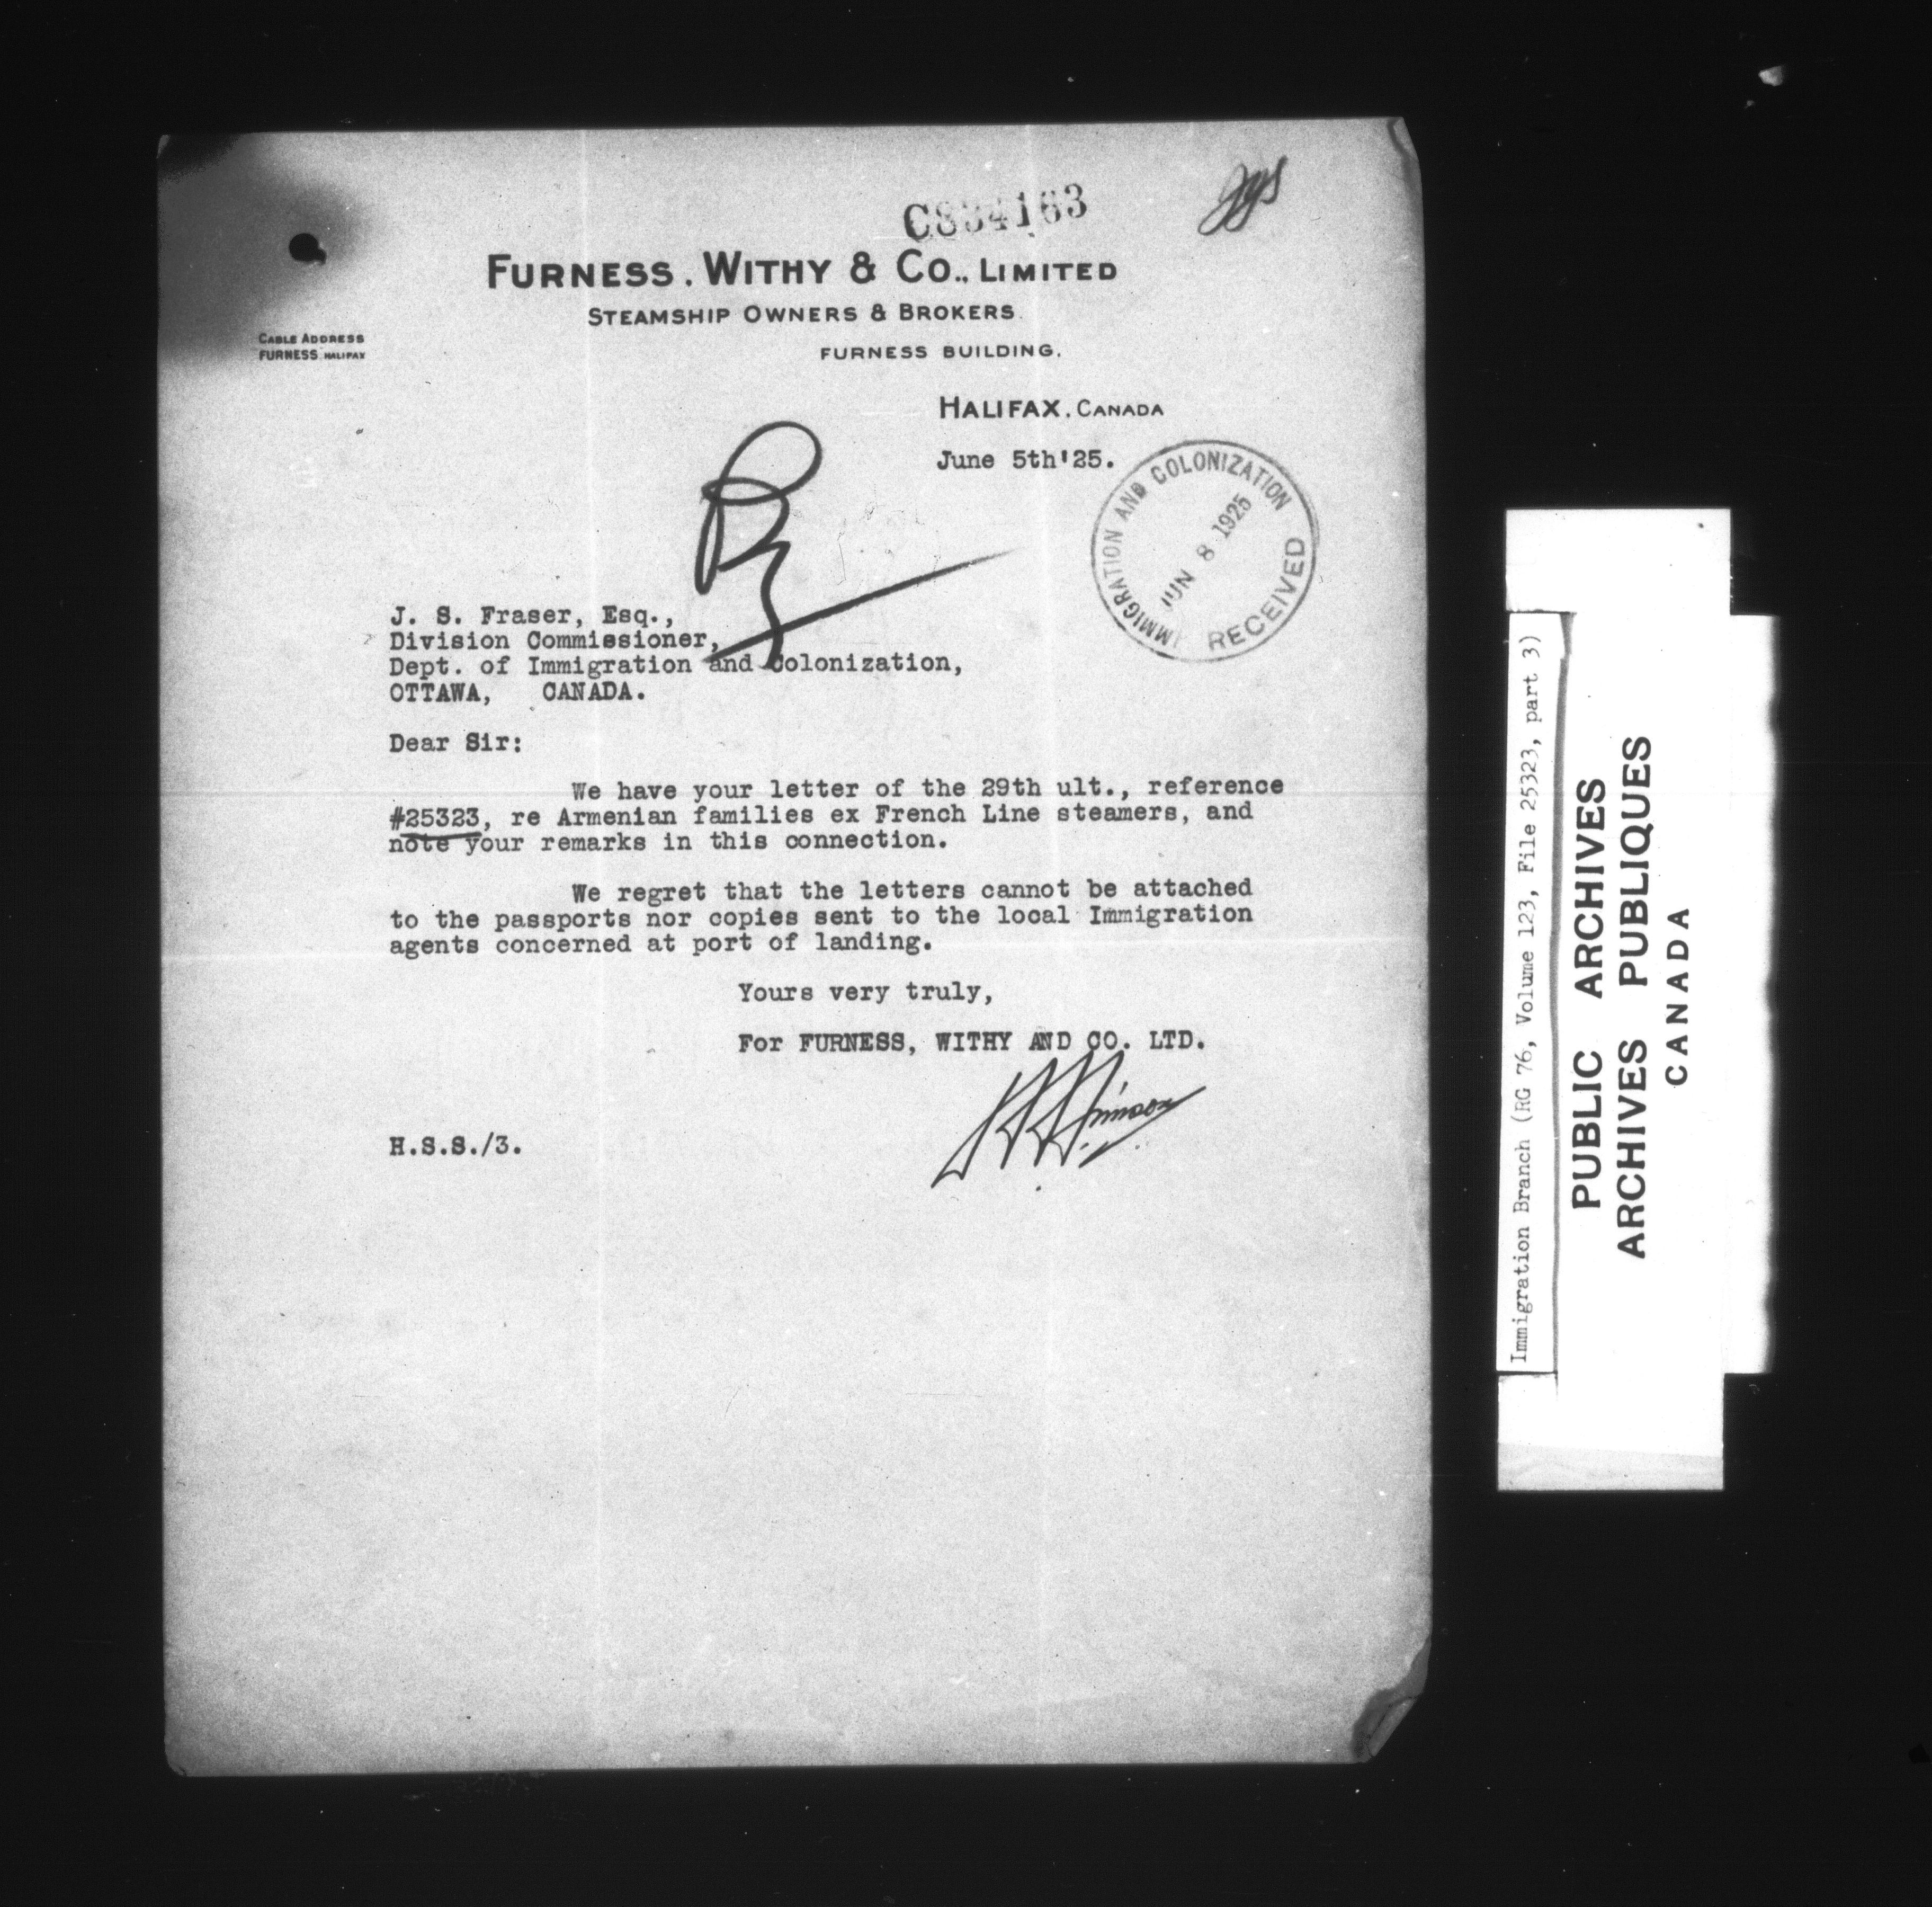 C834163
FURNESS, WITHY & CO., LIMITED
STEAMSHIP OWNERS & BROKERS.
CABLE ADDRESS
FURNESS HALIFAX
FURNESS BUILDING.
HALIFAX, CANADA
June 5th'25.
IMMIGRATION AND COLONIZATION
JUN 8 1925
RECEIVED
J. S. Fraser, Esq.,
Division Commissioner,
Dept. of Immigration and Colonization,
OTTAWA, CANADA.
Dear Sir:
We have your letter of the 29th ult., reference
#25323, re Armenian families ex French Line steamers, and
note your remarks in this connection.
We regret that the letters cannot be attached
to the passports nor copies sent to the local Immigration
agents concerned at port of landing.
Yours very truly,
For FURNESS, WITHY AND CO. LTD.
H.S.S./3.
Immigration Branch (RG 76, Volume 123, File 25323, part 3)
PUBLIC ARCHIVES
ARCHIVES PUBLIQUES
CANADA